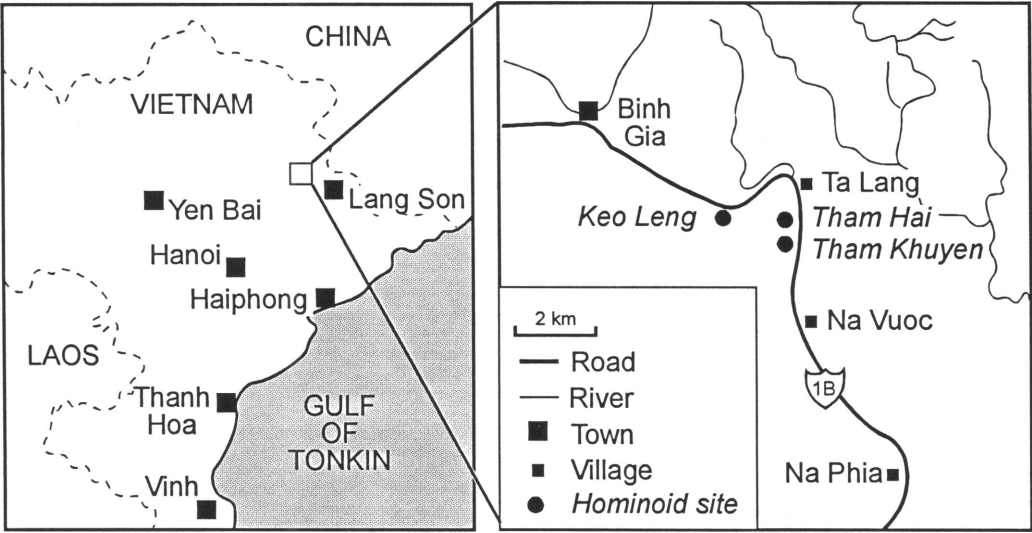 CHINA
VIETNAM
Lang Son
Yen Bai
Hanoi
Haiphong
LAOS
Thanh
Hoa
GULF
OF
TONKIN
Vinh
Binh
Gia
Ta Lang
Keo Leng
Tham Hai
Tham Khuyen
Na Vuoc
1B
Na Phia
2 km
Road
River
Town
Village
Hominoid site